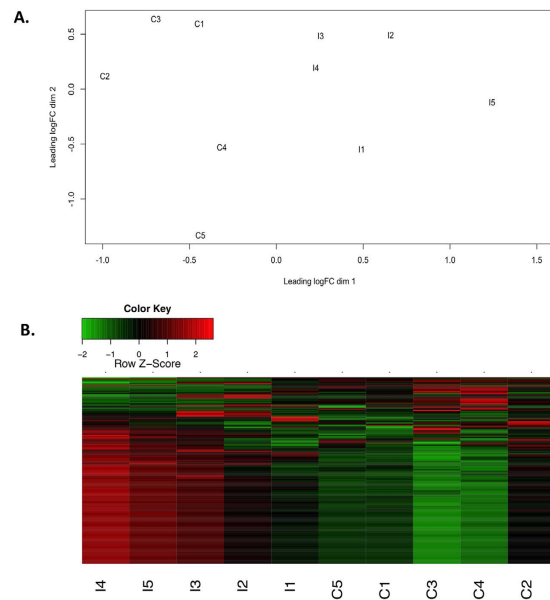 A.
C3
C1
I3
I2
I4
C2
I5
C4
I1
C5
0.5
0.0
-0.5
-1.0
Leading logFC dim 2
-1.0 -0.5 0.0 0.5 1.0 1.5
Leading logFC dim 1
B.
Color Key
−2 −1 0 1 2
Row Z−Score
I4 I5 I3 I2 I1 C5 C1 C3 C4 C2